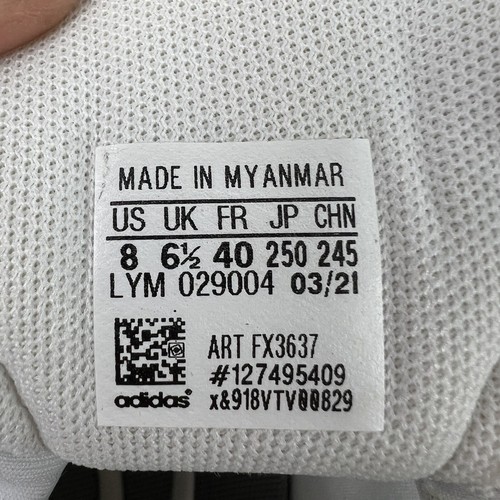 MADE IN MYANMAR
US UK FR JP CHN
8 6½ 40 250 245
LYM 029004 03/21
ART FX3637
#127495409
adidas® x&918VTV00829